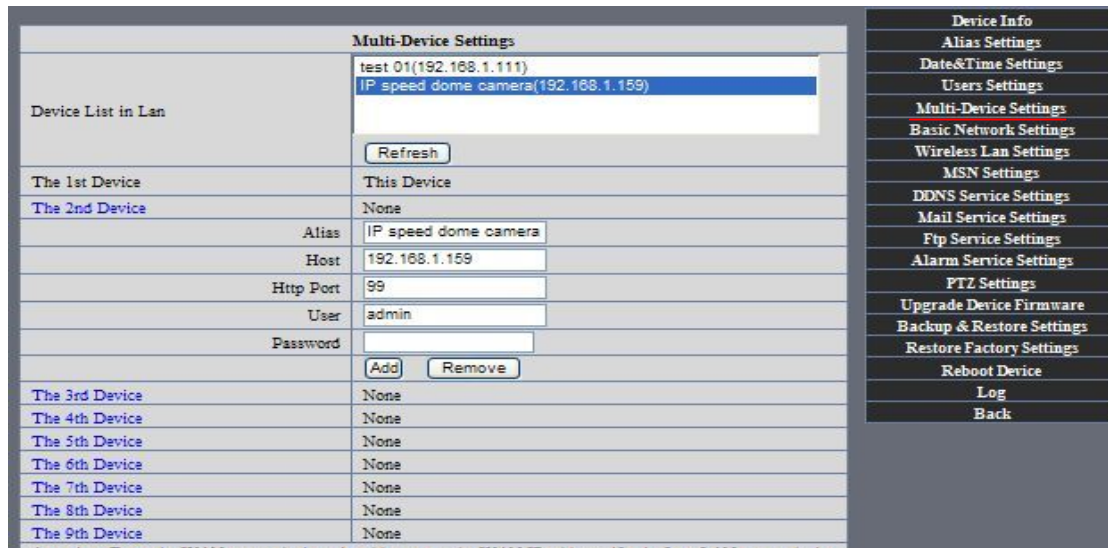 Multi-Device Settings
Device List in Lan
test 01(192.168.1.111)
IP speed dome camera(192.168.1.159)
Refresh
The 1st Device This Device
The 2nd Device None
Alias IP speed dome camera
Host 192.168.1.159
Http Port 99
User admin
Password
Add Remove
The 3rd Device None
The 4th Device None
The 5th Device None
The 6th Device None
The 7th Device None
The 8th Device None
The 9th Device None
Device Info
Alias Settings
Date&Time Settings
Users Settings
Multi-Device Settings
Basic Network Settings
Wireless Lan Settings
MSN Settings
DDNS Service Settings
Mail Service Settings
Ftp Service Settings
Alarm Service Settings
PTZ Settings
Upgrade Device Firmware
Backup & Restore Settings
Restore Factory Settings
Reboot Device
Log
Back